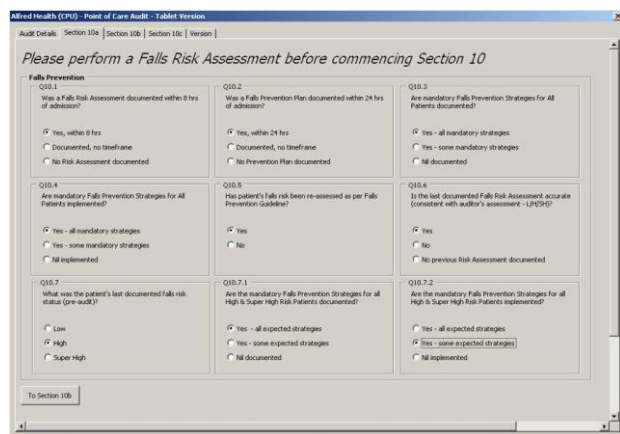 Alfred Health (CPU) - Point of Care Audit - Tablet Version
Audit Details Section 10a Section 10b Section 10c Version
Please perform a Falls Risk Assessment before commencing Section 10
Falls Prevention
Q10.1
Was a Falls Risk Assessment documented within 8 hrs
of admission?
Yes, within 8 hrs
Documented, no timeframe
No Risk Assessment documented
Q10.2
Was a Falls Prevention Plan documented within 24 hrs
of admission?
Yes, within 24 hrs
Documented, no timeframe
No Prevention Plan documented
Q10.3
Are mandatory Falls Prevention Strategies for All
Patients documented?
Yes - all mandatory strategies
Yes - some mandatory strategies
Nil documented
Q10.4
Are mandatory Falls Prevention Strategies for All
Patients implemented?
Yes - all mandatory strategies
Yes - some mandatory strategies
Nil implemented
Q10.5
Has patient's falls risk been re-assessed as per Falls
Prevention Guideline?
Yes
No
Q10.6
Is the last documented Falls Risk Assessment accurate
(consistent with auditor's assessment - L/H/SH)?
Yes
No
No previous Risk Assessment documented
Q10.7
What was the patient's last documented falls risk
status (pre-audit)?
Low
High
Super High
Q10.7.1
Are the mandatory Falls Prevention Strategies for all
High & Super High Risk Patients documented?
Yes - all expected strategies
Yes - some expected strategies
Nil documented
Q10.7.2
Are the mandatory Falls Prevention Strategies for all
High & Super High Risk Patients implemented?
Yes - all expected strategies
Yes - some expected strategies
Nil implemented
To Section 10b